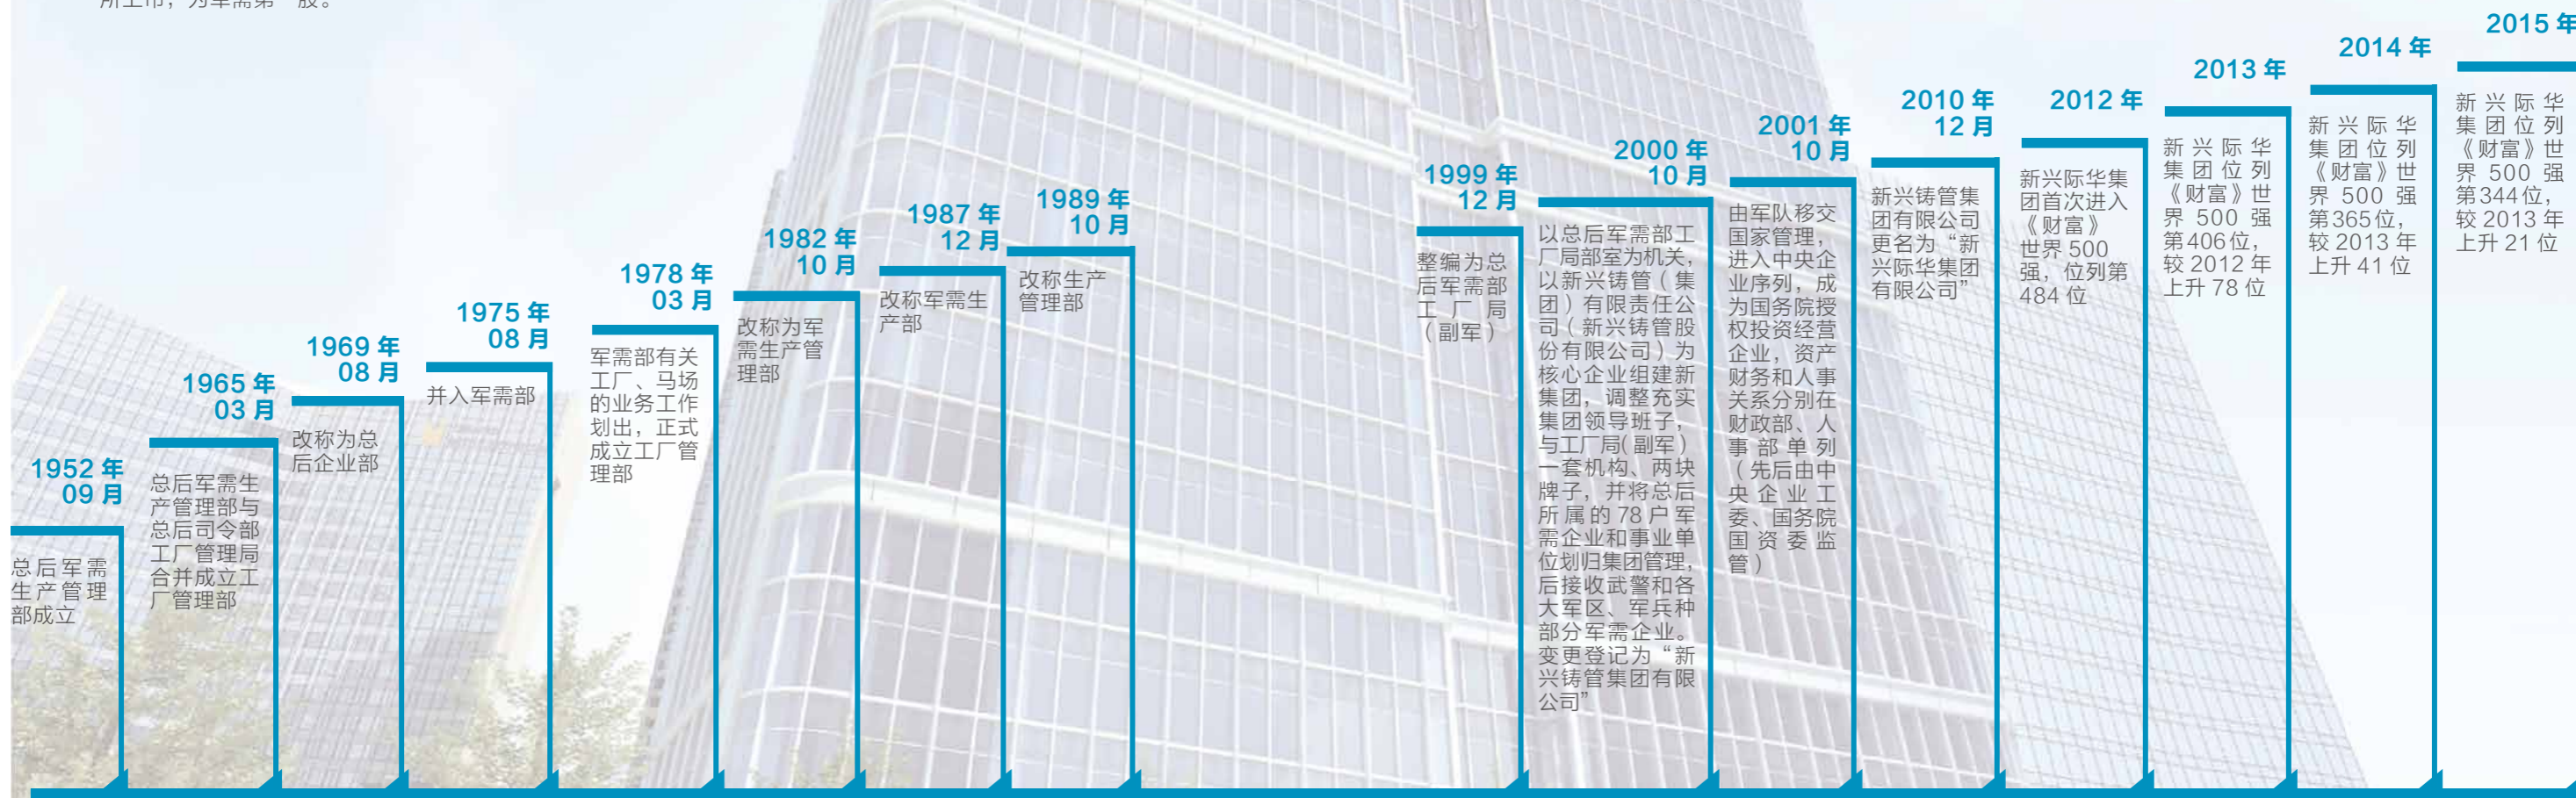 所上市，为军需第一股。
1952 年
09 月
总后军需
生产管理
部成立
1965 年
03 月
总后军需生
产管理部与
总后司令部
工厂管理局
合并成立工
厂管理部
1969 年
08 月
改称为总
后企业部
1975 年
08 月
并入军需部
1978 年
03 月
军需部有关
工厂、马场
的业务工作
划出，正式
成立工厂管
理部
1982 年
10 月
改称为军
需生产管
理部
1987 年
12 月
改称军需生
产部
1989 年
10 月
改称生产
管理部
1999 年
12 月
整编为总
后军需部
工厂局
（副军）
2000 年
10 月
以总后军需部工
厂局部室为机关，
以新兴铸管（集
团）有限责任公
司（新兴铸管股
份有限公司）为
核心企业组建新
集团，调整充实
集团领导班子，
与工厂局(副军)
一套机构、两块
牌子，并将总后
所属的 78 户军
需企业和事业单
位划归集团管理，
后接收武警和各
大军区、军兵种
部分军需企业。
变更登记为“新
兴铸管集团有限
公司”
2001 年
10 月
由军队移交
国家管理，
进入中央企
业序列，成
为国务院授
权投资经营
企业，资产
财务和人事
关系分别在
财政部、人
事部单列
（先后由中
央企业工
委、国务院
国资委监
管）
2010 年
12 月
新兴铸管集
团有限公司
更名为“新
兴际华集团
有限公司”
2012 年
新兴际华集
团首次进入
《财富》
世界 500
强，位列第
484 位
2013 年
新兴际华
集团位列
《财富》世
界 500 强
第406位，
较 2012 年
上升 78 位
2014 年
新兴际华
集团位列
《财富》世
界 500 强
第365位，
较 2013 年
上升 41 位
2015 年
新兴际华
集团位列
《财富》世
界 500 强
第344位，
较 2013 年
上升 21 位